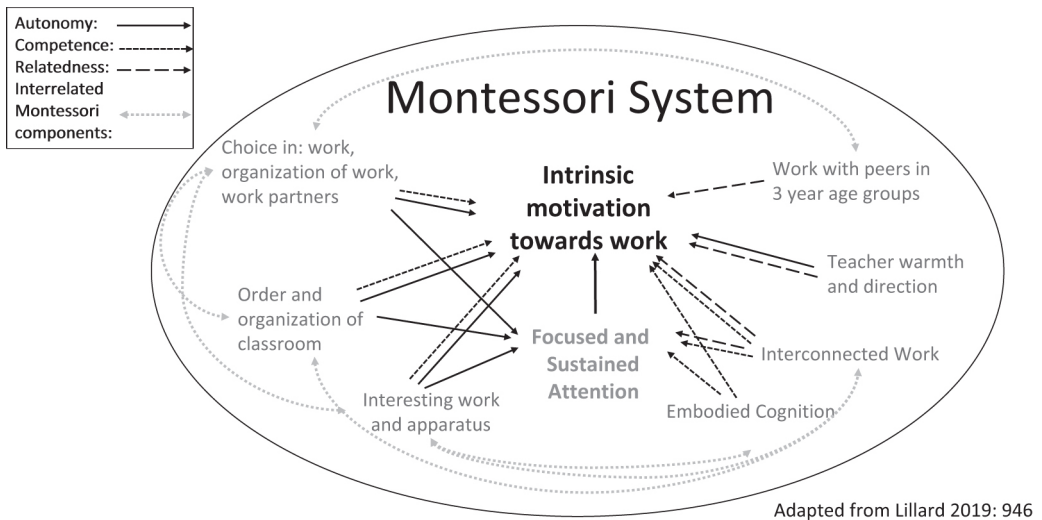 Autonomy:
Competence:
Relatedness:
Interrelated
Montessori
components:
Montessori System
Choice in: work,
organization of work,
work partners
Intrinsic
motivation
towards work
Work with peers in
3 year age groups
Teacher warmth
and direction
Order and
organization of
classroom
Focused and
Sustained
Attention
Interconnected Work
Interesting work
and apparatus
Embodied Cognition
Adapted from Lillard 2019: 946